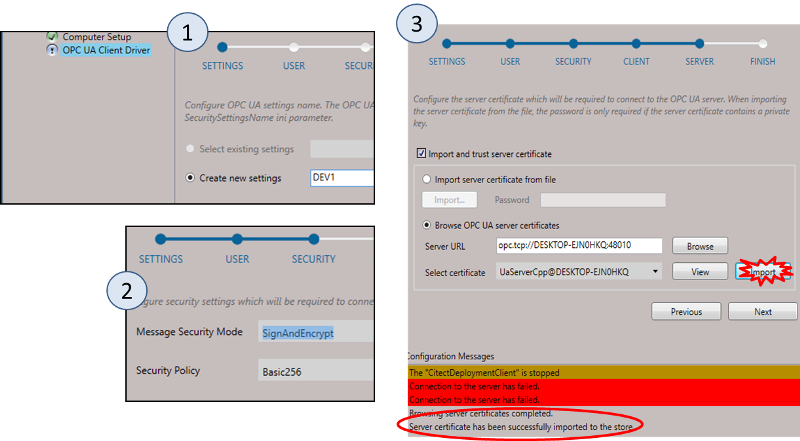 1
Computer Setup
OPC UA Client Driver
SETTINGS USER SECUR
Configure OPC UA settings name. The OPC UA
SecuritySettingsName ini parameter.
Select existing settings
Create new settings DEV1
2
SETTINGS USER SECURITY
gure security settings which will be required to conne
Message Security Mode SignAndEncrypt
Security Policy Basic256
3
SETTINGS USER SECURITY CLIENT SERVER FINISH
Configure the server certificate which will be required to connect to the OPC UA server. When importing
the server certificate from the file, the password is only required if the server certificate contains a private
key.
Import and trust server certificate
Import server certificate from file
Import... Password
Browse OPC UA server certificates
Server URL opc.tcp://DESKTOP-EJN0HKQ:48010 Browse
Select certificate UaServerCpp@DESKTOP-EJN0HKQ View Import
Previous Next
Configuration Messages
The "CitectDeploymentClient" is stopped
Connection to the server has failed.
Connection to the server has failed.
Browsing server certificates completed.
Server certificate has been successfully imported to the store.